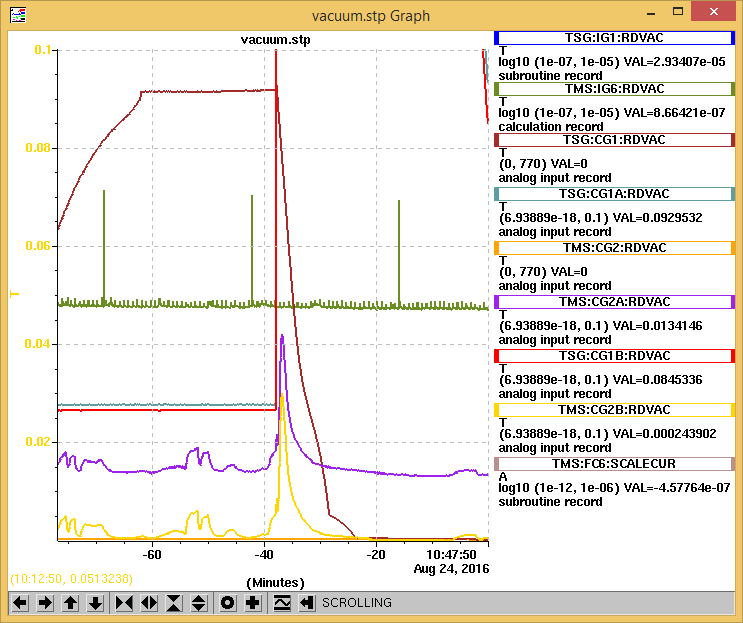 vacuum.stp Graph
vacuum.stp
0.1
0.08
0.06
T
0.04
0.02
-60
-40
-20
10:47:50
Aug 24, 2016
(10:12:50, 0.0513238)
(Minutes)
TSG:IG1:RDVAC
T
log10 (1e-07, 1e-05) VAL=2.93407e-05
subroutine record
TMS:IG6:RDVAC
T
log10 (1e-07, 1e-05) VAL=8.66421e-07
calculation record
TSG:CG1:RDVAC
T
(0, 770) VAL=0
analog input record
TSG:CG1A:RDVAC
T
(6.93889e-18, 0.1) VAL=0.0929532
analog input record
TMS:CG2:RDVAC
T
(0, 770) VAL=0
analog input record
TMS:CG2A:RDVAC
T
(6.93889e-18, 0.1) VAL=0.0134146
analog input record
TSG:CG1B:RDVAC
T
(6.93889e-18, 0.1) VAL=0.0845336
analog input record
TMS:CG2B:RDVAC
T
(6.93889e-18, 0.1) VAL=0.000243902
analog input record
TMS:FC6:SCALECUR
A
log10 (1e-12, 1e-06) VAL=-4.57764e-07
subroutine record
SCROLLING